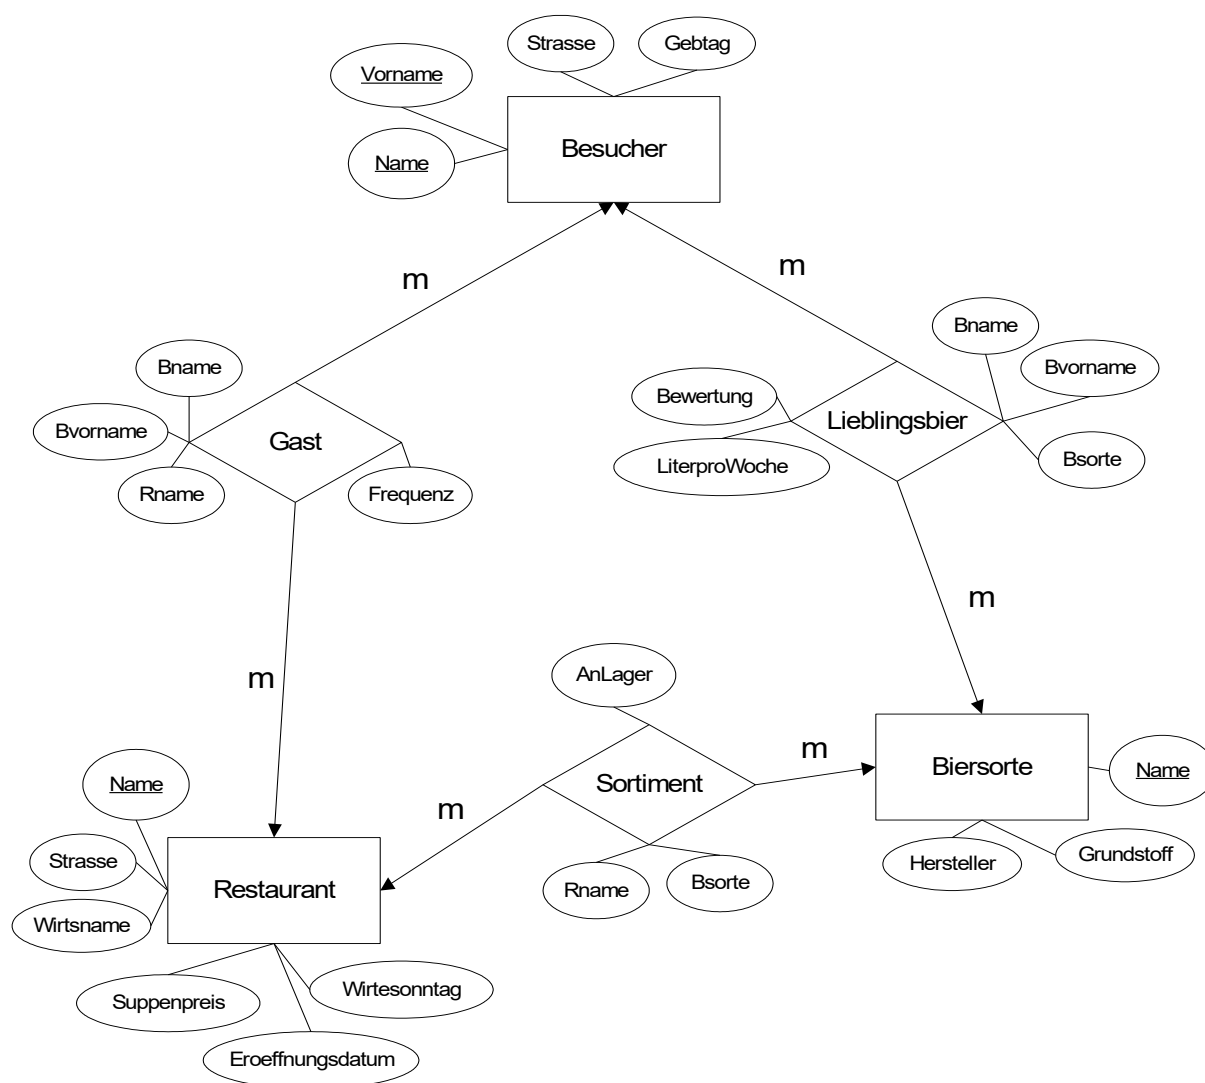 Strasse
Gebtag
Vorname
Name
Besucher
m
m
Bname
Bvorname
Gast
Rname
Frequenz
Bname
Bvorname
Bewertung
Lieblingsbier
LiterproWoche
Bsorte
m
m
AnLager
m
Sortiment
m
Rname
Bsorte
Biersorte
Name
Hersteller
Grundstoff
Name
Strasse
Wirtsname
Restaurant
Suppenpreis
Wirtesonntag
Eroeffnungsdatum